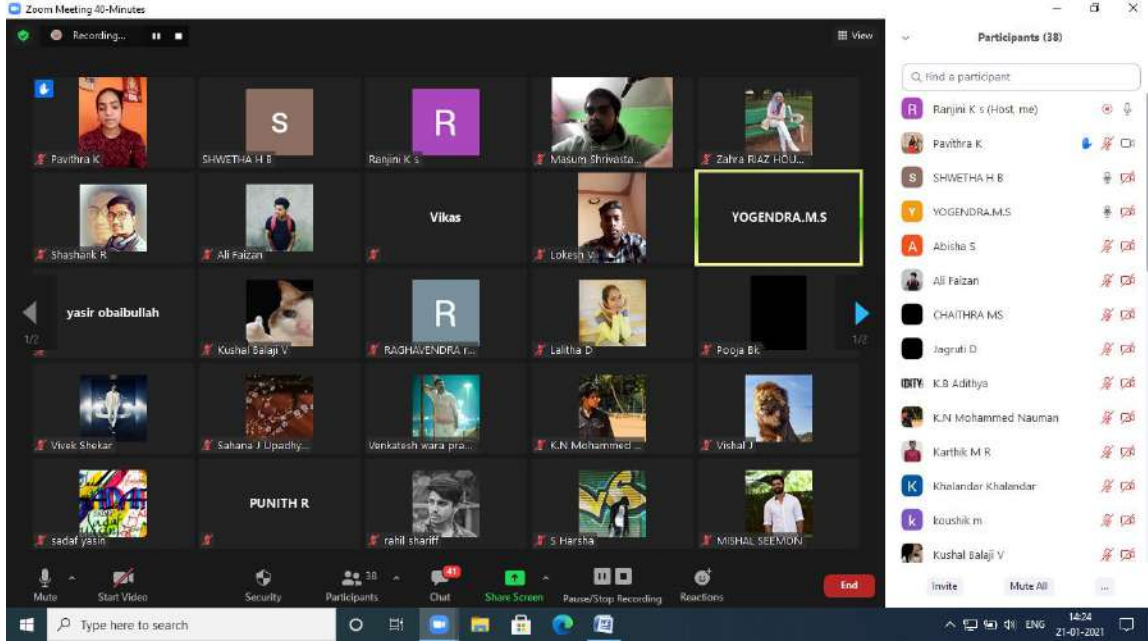 Zoom Meeting 40-Minutes
Recording...
View
Pavithra K
S
SHWETHA H B
R
Ranjini K s
Masum Shrivasta...
Zahra RIAZ HOU...
Shashank R
Ali Faizan
Vikas
Lokesh V
YOGENDRA.M.S
yasir obaibullah
Kushal Balaji V
R
RAGHAVENDRA r...
Lalitha D
Pooja Bk
1/2
1/2
Vivek Shekar
Sahana J Upadhy...
Venkatesh wara pra...
K.N Mohammed ...
Vishal J
sadaf yasin
PUNITH R
rahil shariff
S Harsha
MISHAL SEEMON
Mute
Start Video
Security
Participants
38
Chat
41
Share Screen
Pause/Stop Recording
Reactions
End
Participants (38)
Find a participant
R Ranjini K s (Host, me)
Pavithra K
S SHWETHA H B
Y YOGENDRA.M.S
A Abisha S
Ali Faizan
CHAITHRA MS
Jagruti D
K.B Adithya
K.N Mohammed Nauman
Karthik M R
K Khalandar Khalandar
k koushik m
Kushal Balaji V
Invite
Mute All
...
Type here to search
ENG
14:24
21-01-2021